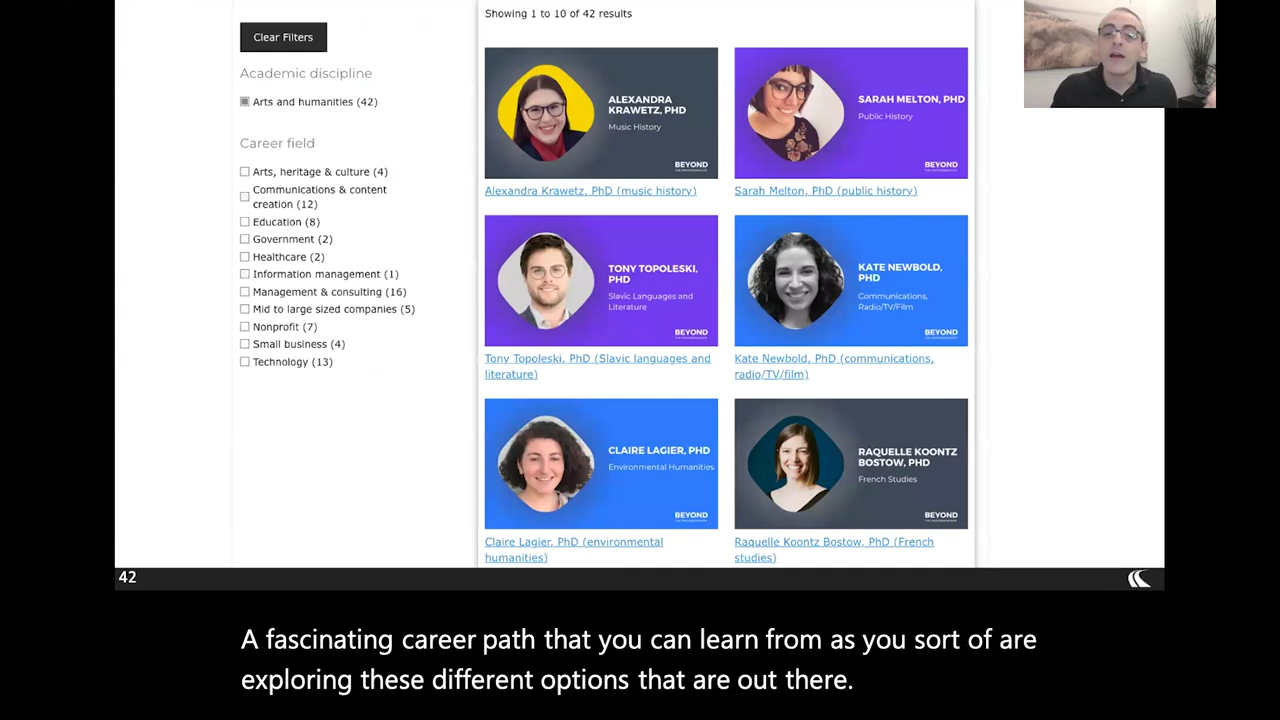 Showing 1 to 10 of 42 results
Clear Filters
Academic discipline
Arts and humanities (42)
Career field
Arts, heritage & culture (4)
Communications & content
creation (12)
Education (8)
Government (2)
Healthcare (2)
Information management (1)
Management & consulting (16)
Mid to large sized companies (5)
Nonprofit (7)
Small business (4)
Technology (13)
ALEXANDRA
KRAWETZ, PHD
Music History
BEYOND
Alexandra Krawetz, PhD (music history)
SARAH MELTON, PHD
Public History
BEYOND
Sarah Melton, PhD (public history)
TONY TOPOLESKI,
PHD
Slavic Languages and
Literature
BEYOND
Tony Topoleski, PhD (Slavic languages and
literature)
KATE NEWBOLD,
PHD
Communications,
Radio/TV/Film
BEYOND
Kate Newbold, PhD (communications,
radio/TV/film)
CLAIRE LAGIER, PHD
Environmental Humanities
BEYOND
Claire Lagier, PhD (environmental
humanities)
RAQUELLE KOONTZ
BOSTOW, PHD
French Studies
BEYOND
Raquelle Koontz Bostow, PhD (French
studies)
42
A fascinating career path that you can learn from as you sort of are
exploring these different options that are out there.